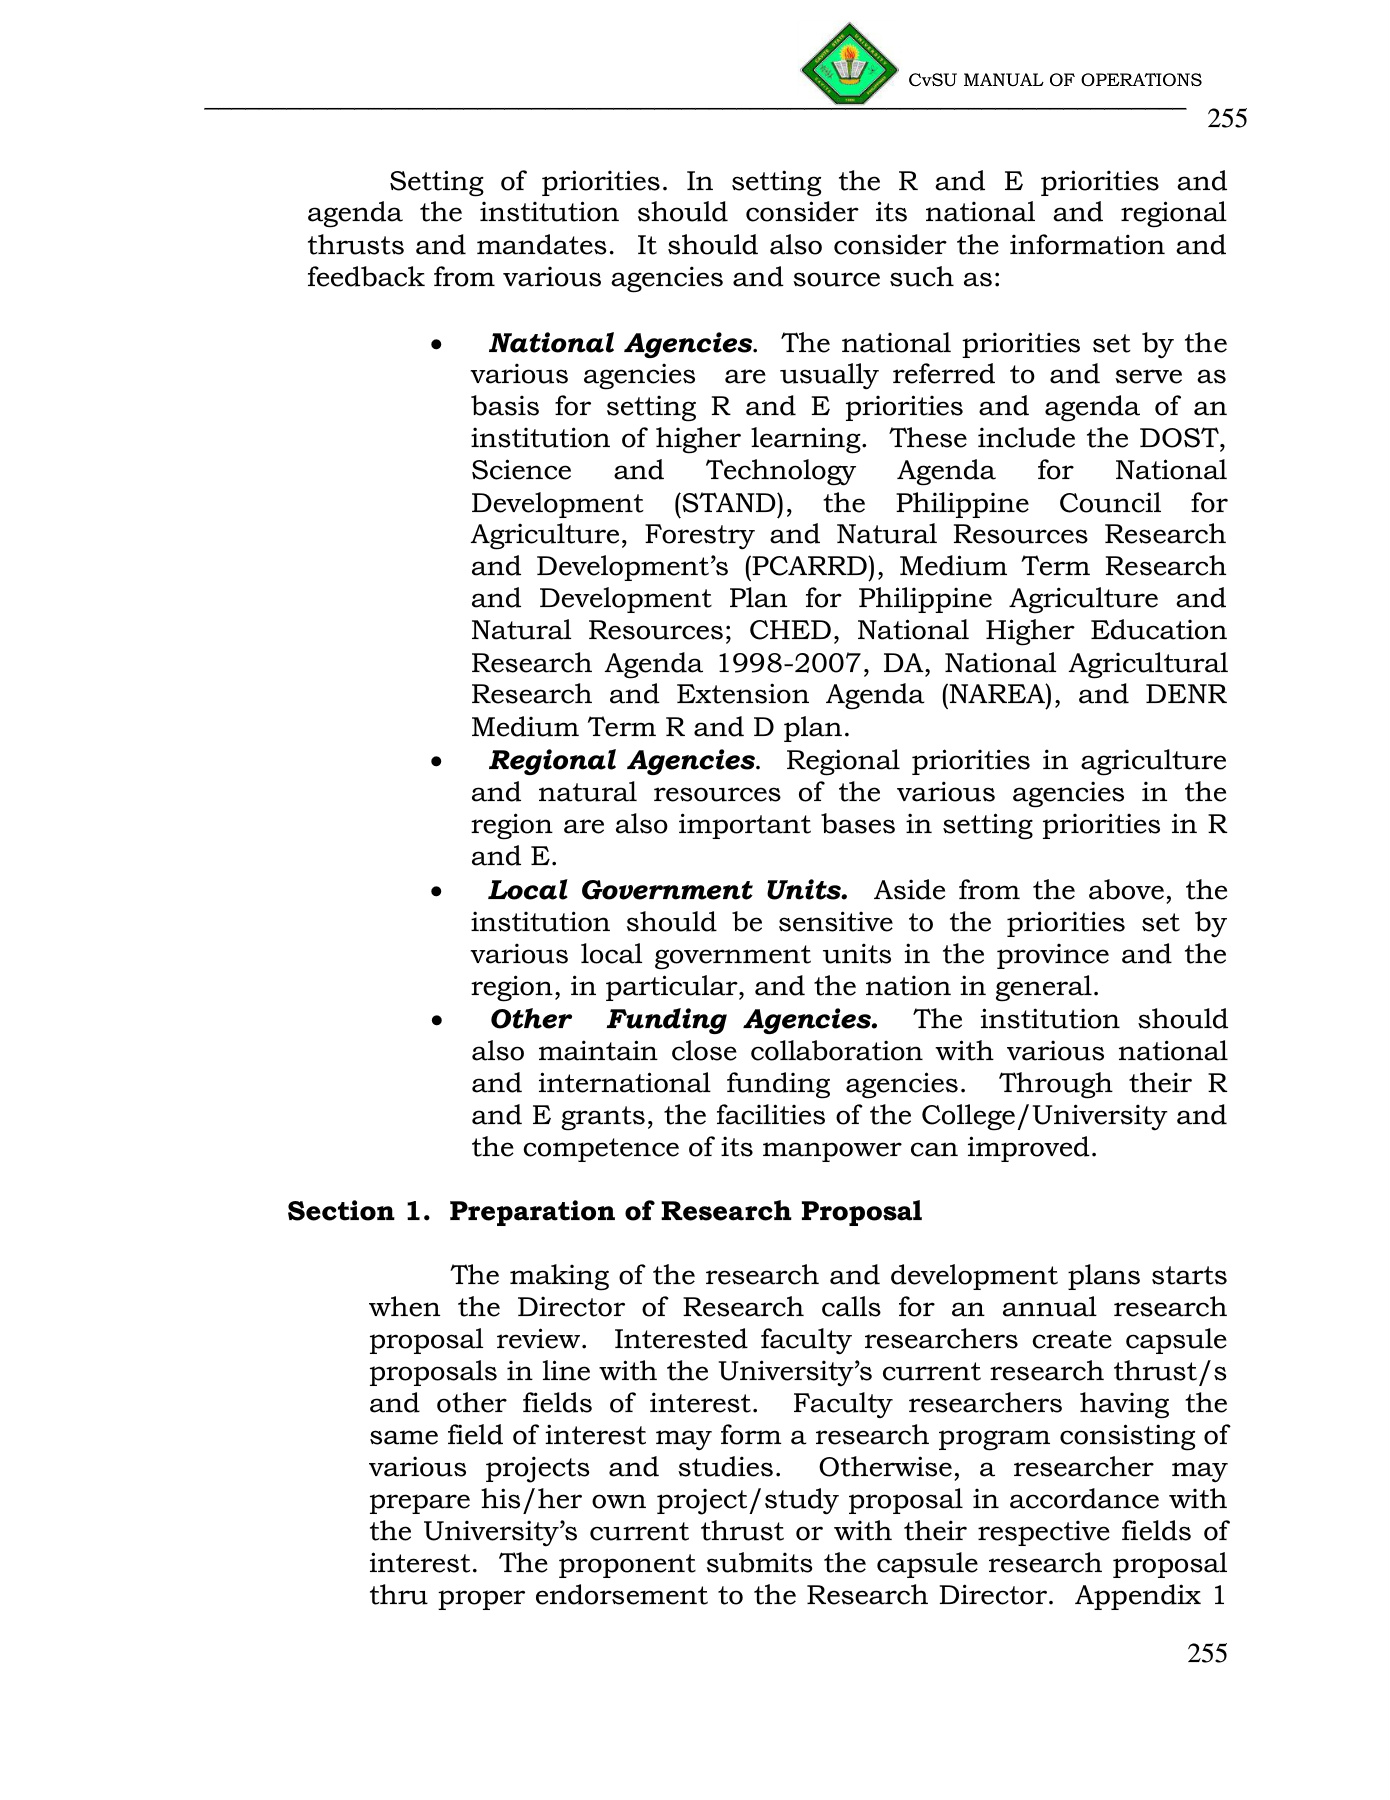 CvSU MANUAL OF OPERATIONS
255
Setting of priorities. In setting the R and E priorities and
agenda the institution should consider its national and regional
thrusts and mandates. It should also consider the information and
feedback from various agencies and source such as:
• National Agencies. The national priorities set by the
various agencies are usually referred to and serve as
basis for setting R and E priorities and agenda of an
institution of higher learning. These include the DOST,
Science and Technology Agenda for National
Development (STAND), the Philippine Council for
Agriculture, Forestry and Natural Resources Research
and Development’s (PCARRD), Medium Term Research
and Development Plan for Philippine Agriculture and
Natural Resources; CHED, National Higher Education
Research Agenda 1998-2007, DA, National Agricultural
Research and Extension Agenda (NAREA), and DENR
Medium Term R and D plan.
• Regional Agencies. Regional priorities in agriculture
and natural resources of the various agencies in the
region are also important bases in setting priorities in R
and E.
• Local Government Units. Aside from the above, the
institution should be sensitive to the priorities set by
various local government units in the province and the
region, in particular, and the nation in general.
• Other Funding Agencies. The institution should
also maintain close collaboration with various national
and international funding agencies. Through their R
and E grants, the facilities of the College/University and
the competence of its manpower can improved.
Section 1. Preparation of Research Proposal
The making of the research and development plans starts
when the Director of Research calls for an annual research
proposal review. Interested faculty researchers create capsule
proposals in line with the University’s current research thrust/s
and other fields of interest. Faculty researchers having the
same field of interest may form a research program consisting of
various projects and studies. Otherwise, a researcher may
prepare his/her own project/study proposal in accordance with
the University’s current thrust or with their respective fields of
interest. The proponent submits the capsule research proposal
thru proper endorsement to the Research Director. Appendix 1
255